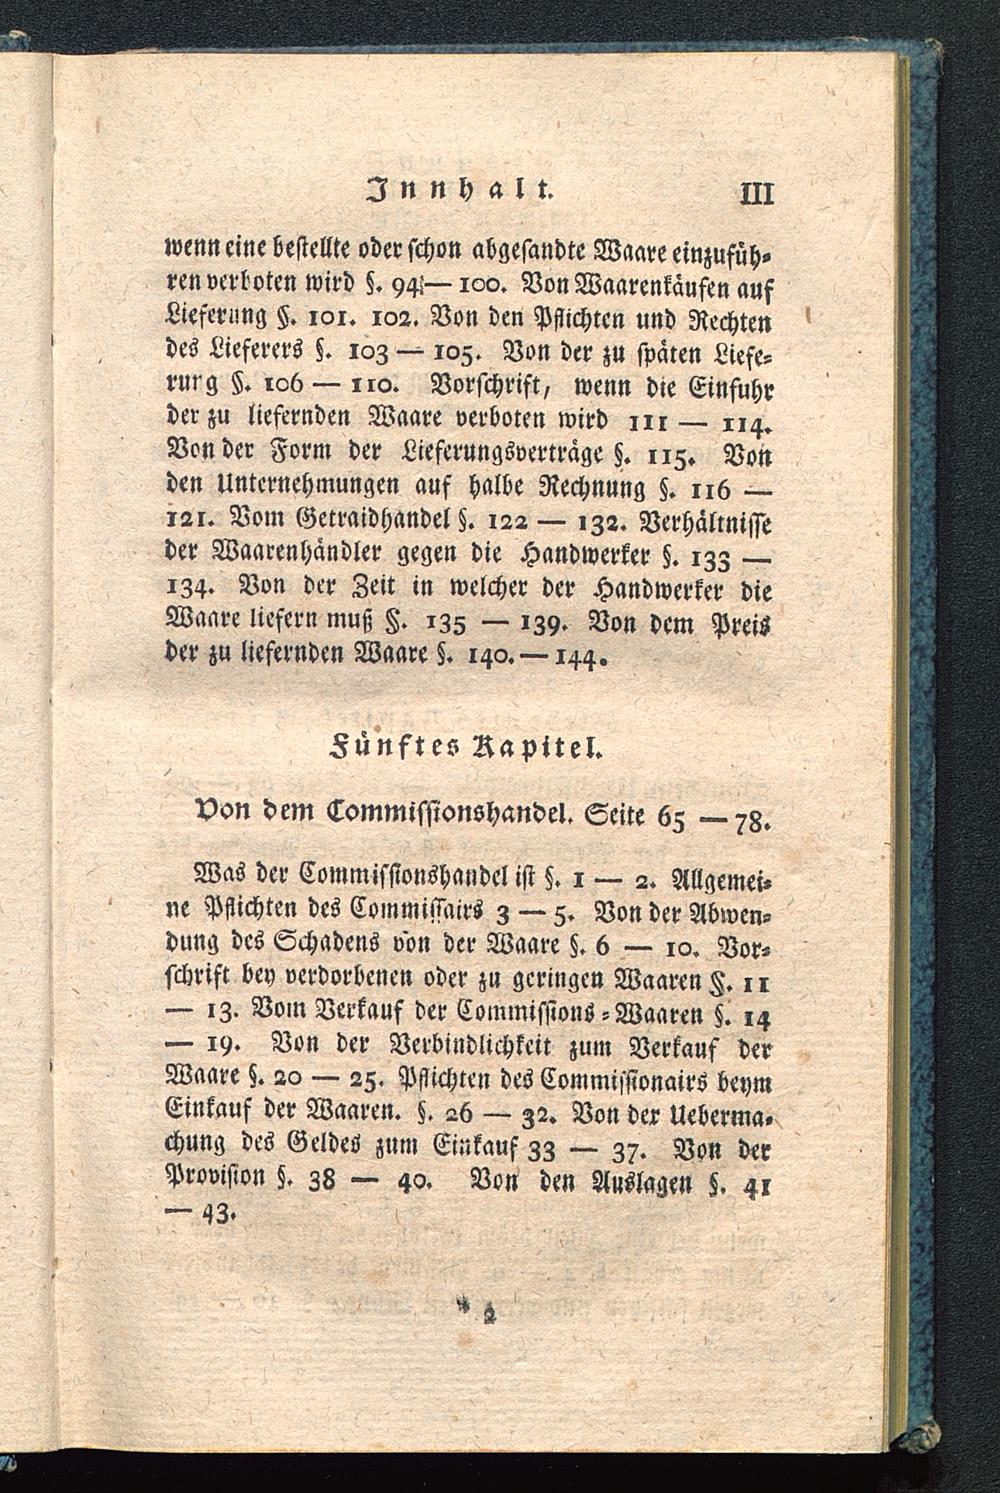 Innhalt. III
wenn eine bestellte oder schon abgesandte Waare einzufüh-
ren verboten wird §. 94 — 100. Von Waarenkäufen auf
Lieferung §. 101. 102. Von den Pflichten und Rechten
des Lieferers §. 103 — 105. Von der zu späten Liefe-
rurg §. 106 — 110. Vorschrift, wenn die Einfuhr
der zu liefernden Waare verboten wird 111 — 114.
Von der Form der Lieferungsverträge §. 115. Von
den Unternehmungen auf halbe Rechnung §. 116 —
121. Vom Getraidhandel §. 122 — 132. Verhältnisse
der Waarenhändler gegen die Handwerker §. 133 —
134. Von der Zeit in welcher der Handwerker die
Waare liefern muß §. 135 — 139. Von dem Preis
der zu liefernden Waare §. 140. — 144.
Fünftes Kapitel.
Von dem Commissionshandel. Seite 65 — 78.
Was der Commissionshandel ist §. 1 — 2. Allgemei-
ne Pflichten des Commissairs 3 — 5. Von der Abwen-
dung des Schadens von der Waare §. 6 — 10. Vor-
schrift bey verdorbenen oder zu geringen Waaren §. 11
— 13. Vom Verkauf der Commissions-Waaren §. 14
— 19. Von der Verbindlichkeit zum Verkauf der
Waare §. 20 — 25. Pflichten des Commissionairs beym
Einkauf der Waaren. §. 26 — 32. Von der Ueberma-
chung des Geldes zum Einkauf 33 — 37. Von der
Provision §. 38 — 40. Von den Auslagen §. 41
— 43.
* 2